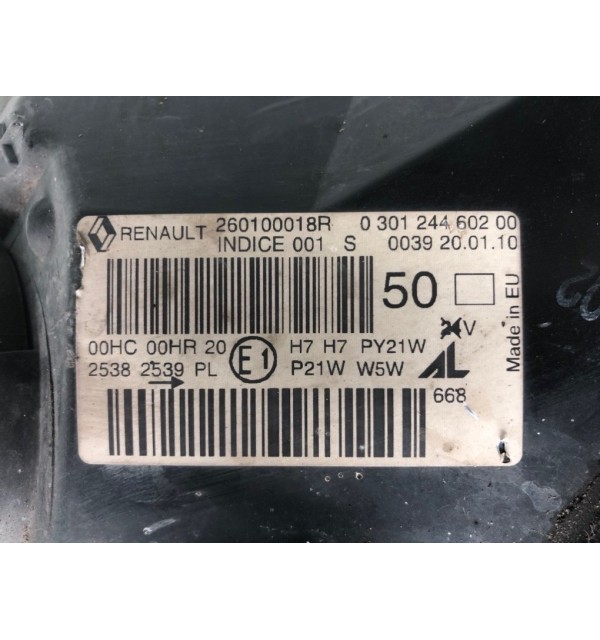 RENAULT 260100018R 0 301 244 602 00
INDICE 001 S 0039 20.01.10
50
V
00HC 00HR 20 E1 H7 H7 PY21W
2538 2539 PL P21W W5W AL
668
Made in EU